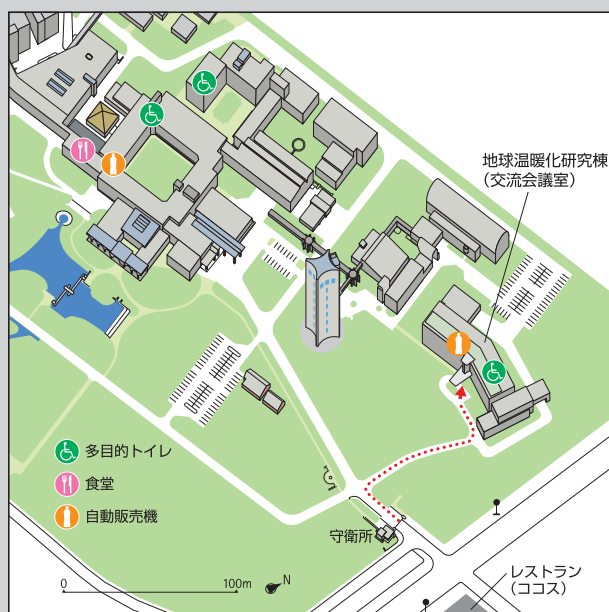 地球温暖化研究棟
（交流会議室）
多目的トイレ
食堂
自動販売機
守衛所
0
100m
N
レストラン
（ココス）